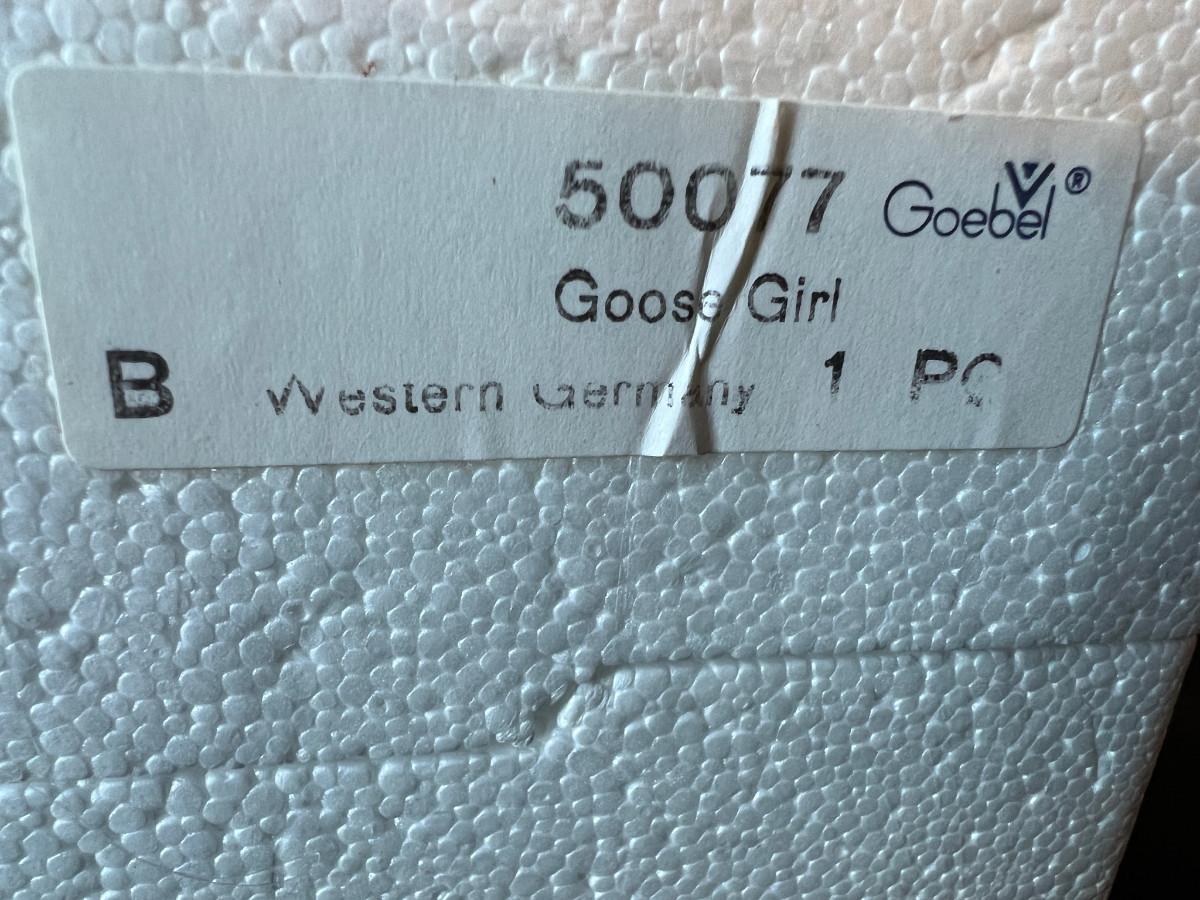 50077 Goebel®
Goose Girl
B Western Germany 1 PC